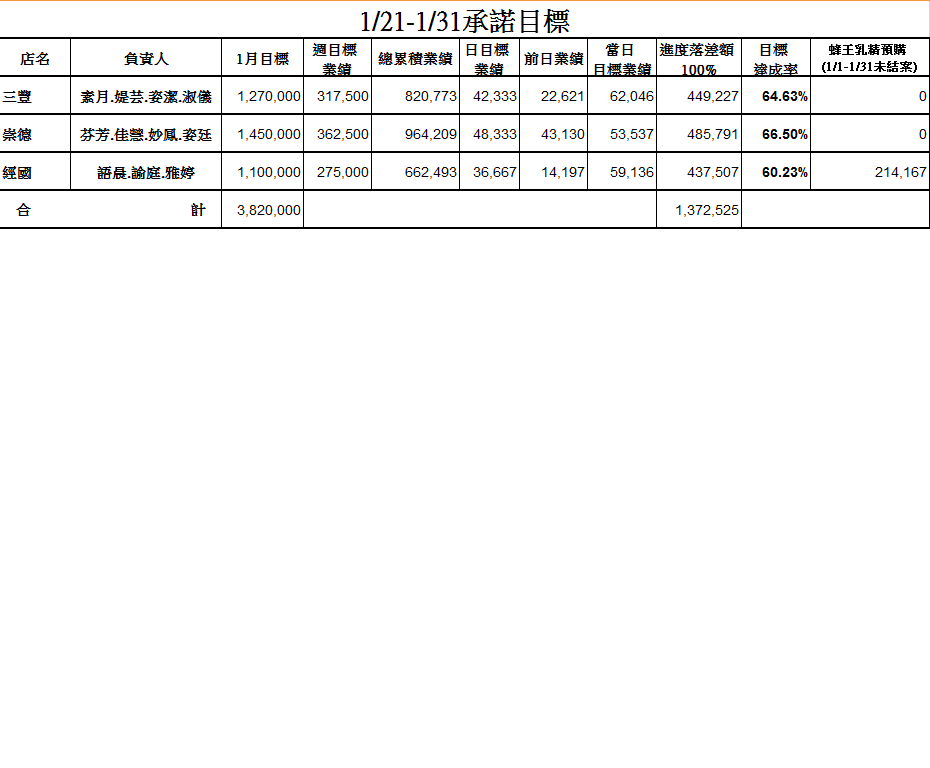 1/21-1/31承諾目標
店名 負責人 1月目標 週目標業績 總累積業績 日目標業績 前日業績 當日目標業績 進度落差額100% 目標達成率 蜂王乳精預購(1/1-1/31未結案)
三豐 素月.媞芸.姿潔.淑儀 1,270,000 317,500 820,773 42,333 22,621 62,046 449,227 64.63% 0
崇德 芬芳.佳慧.妙鳳.姿廷 1,450,000 362,500 964,209 48,333 43,130 53,537 485,791 66.50% 0
經國 語晨.諭庭.雅婷 1,100,000 275,000 662,493 36,667 14,197 59,136 437,507 60.23% 214,167
合 計 3,820,000 1,372,525